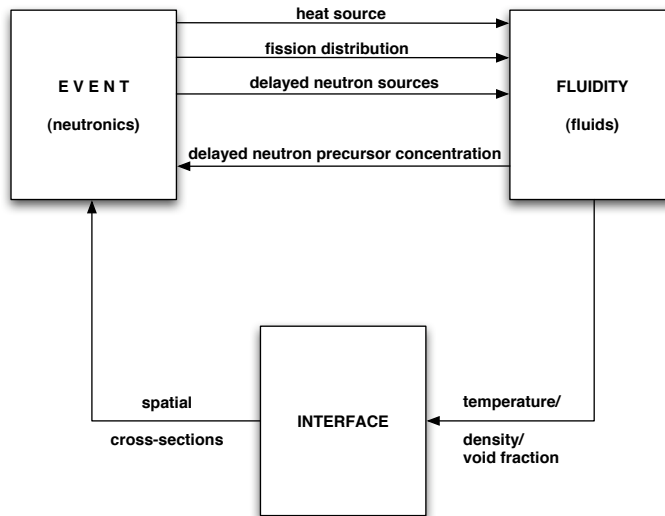 heat source
fission distribution
E V E N T
(neutronics)
delayed neutron sources
FLUIDITY
(fluids)
delayed neutron precursor concentration
spatial
cross-sections
INTERFACE
temperature/
density/
void fraction